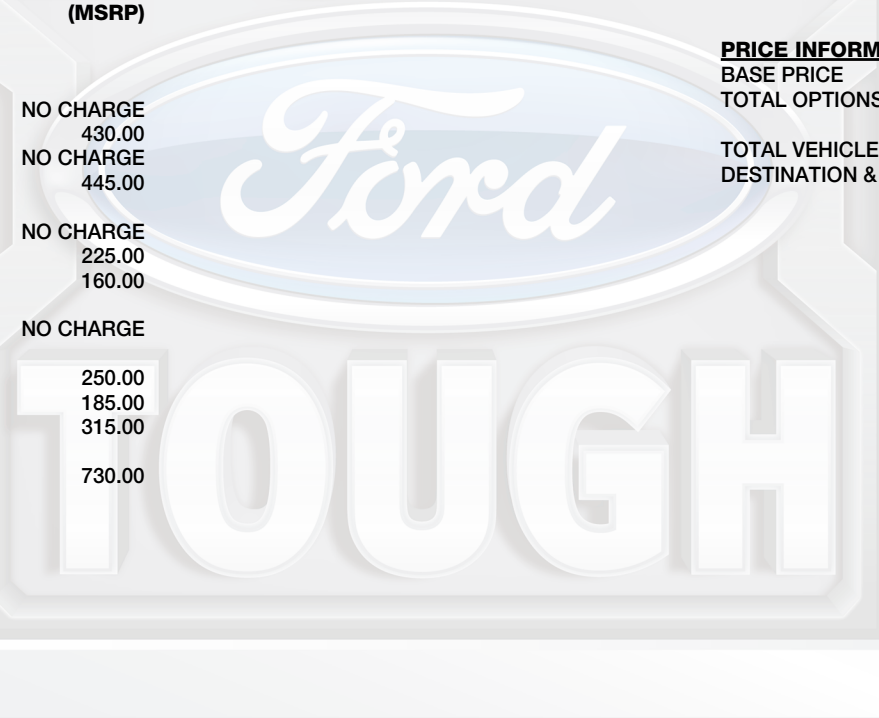 (MSRP)
NO CHARGE
430.00
NO CHARGE
445.00
NO CHARGE
225.00
160.00
NO CHARGE
250.00
185.00
315.00
730.00
PRICE INFORM
BASE PRICE
TOTAL OPTIONS
TOTAL VEHICLE
DESTINATION &
Ford
TOUGH